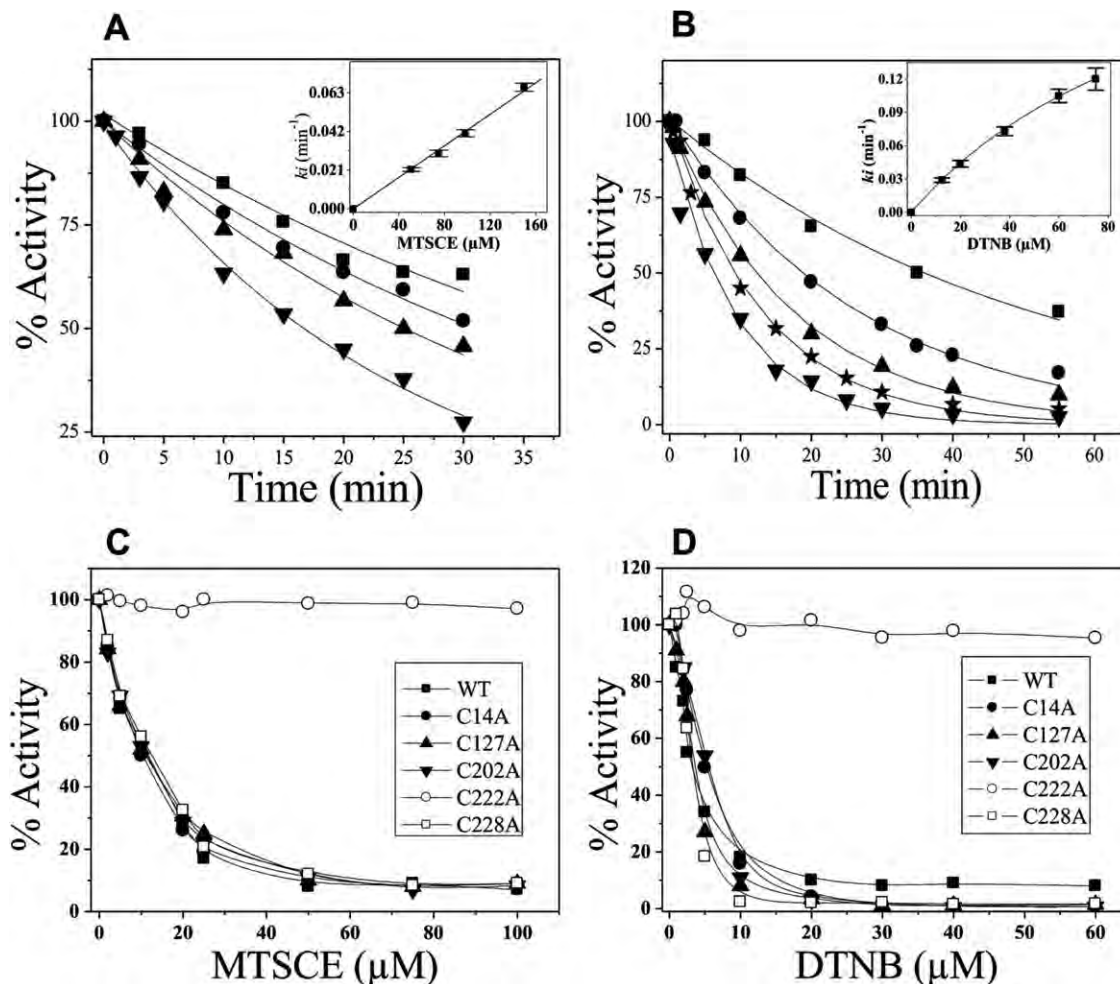 A
B
100
75
50
25
% Activity
0 5 10 15 20 25 30 35
Time (min)
0.063
0.042
0.021
0.000
ki (min⁻¹)
0 40 80 120 160
MTSCE (µM)
100
75
50
25
0
% Activity
0 10 20 30 40 50 60
Time (min)
0.12
0.09
0.06
0.03
0.00
ki (min⁻¹)
0 20 40 60 80
DTNB (µM)
C
D
100
80
60
40
20
0
% Activity
0 20 40 60 80 100
MTSCE (µM)
WT
C14A
C127A
C202A
C222A
C228A
120
100
80
60
40
20
0
% Activity
0 10 20 30 40 50 60
DTNB (µM)
WT
C14A
C127A
C202A
C222A
C228A